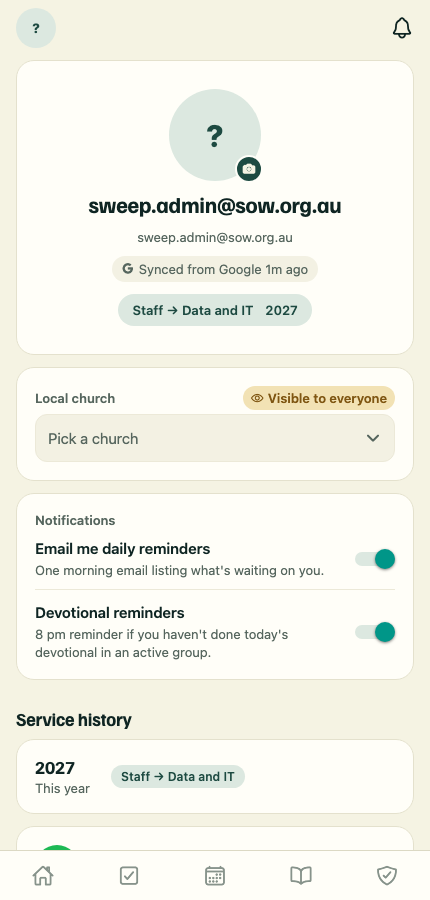 ?
?
sweep.admin@sow.org.au
sweep.admin@sow.org.au
G Synced from Google 1m ago
Staff → Data and IT 2027
Local church
Visible to everyone
Pick a church
Notifications
Email me daily reminders
One morning email listing what's waiting on you.
Devotional reminders
8 pm reminder if you haven't done today's
devotional in an active group.
Service history
2027
Staff → Data and IT
This year